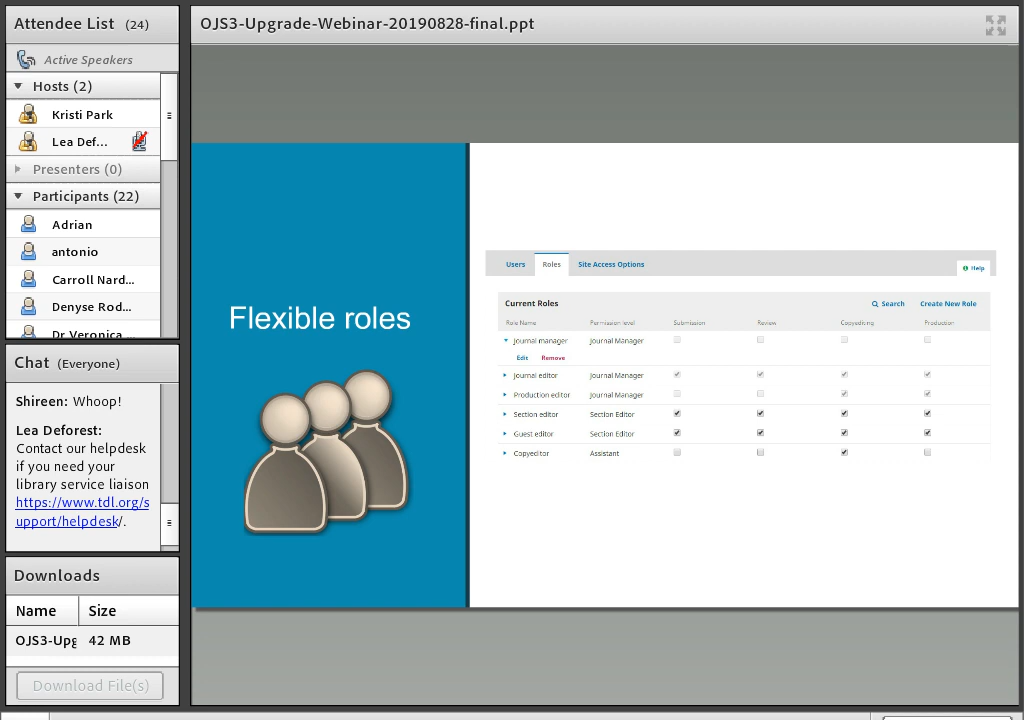 Attendee List (24)
Active Speakers
Hosts (2)
Kristi Park
Lea Def...
Presenters (0)
Participants (22)
Adrian
antonio
Carroll Nard...
Denyse Rod...
Dr Veronica
Chat (Everyone)
Shireen: Whoop!
Lea Deforest:
Contact our helpdesk
if you need your
library service liaison
https://www.tdl.org/s
upport/helpdesk/.
Downloads
Name Size
OJS3-Upg 42 MB
Download File(s)
OJS3-Upgrade-Webinar-20190828-final.ppt
Flexible roles
Users Roles Site Access Options
Help
Current Roles Search Create New Role
Role Name Permission level Submission Review Copyediting Production
Journal manager Journal Manager
Edit Remove
Journal editor Journal Manager
Production editor Journal Manager
Section editor Section Editor
Guest editor Section Editor
Copyeditor Assistant